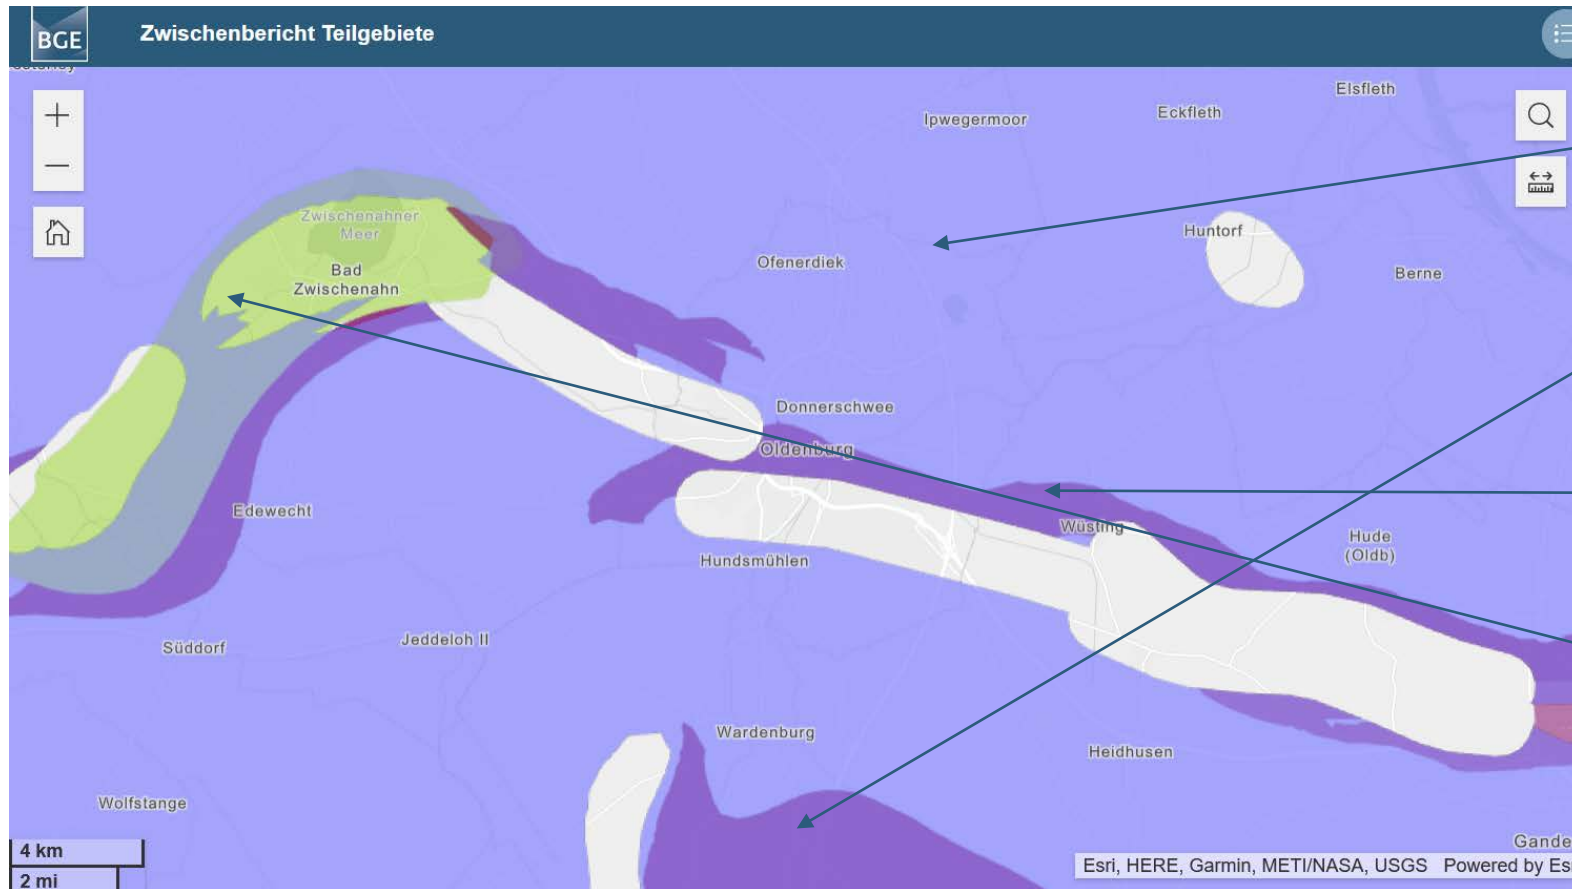 BGE
Zwischenbericht Teilgebiete
Elsfleth
Eckfleth
Ipwegermoor
Zwischenahner
Meer
Huntorf
Ofenerdiek
Bad
Zwischenahn
Berne
Donnerschwee
Oldenburg
Edewecht
Wüsting
Hude
(Oldb)
Hundsmühlen
Jeddeloh II
Süddorf
Wardenburg
Heidhusen
Wolfstange
Gande
4 km
2 mi
Esri, HERE, Garmin, METI/NASA, USGS Powered by Es